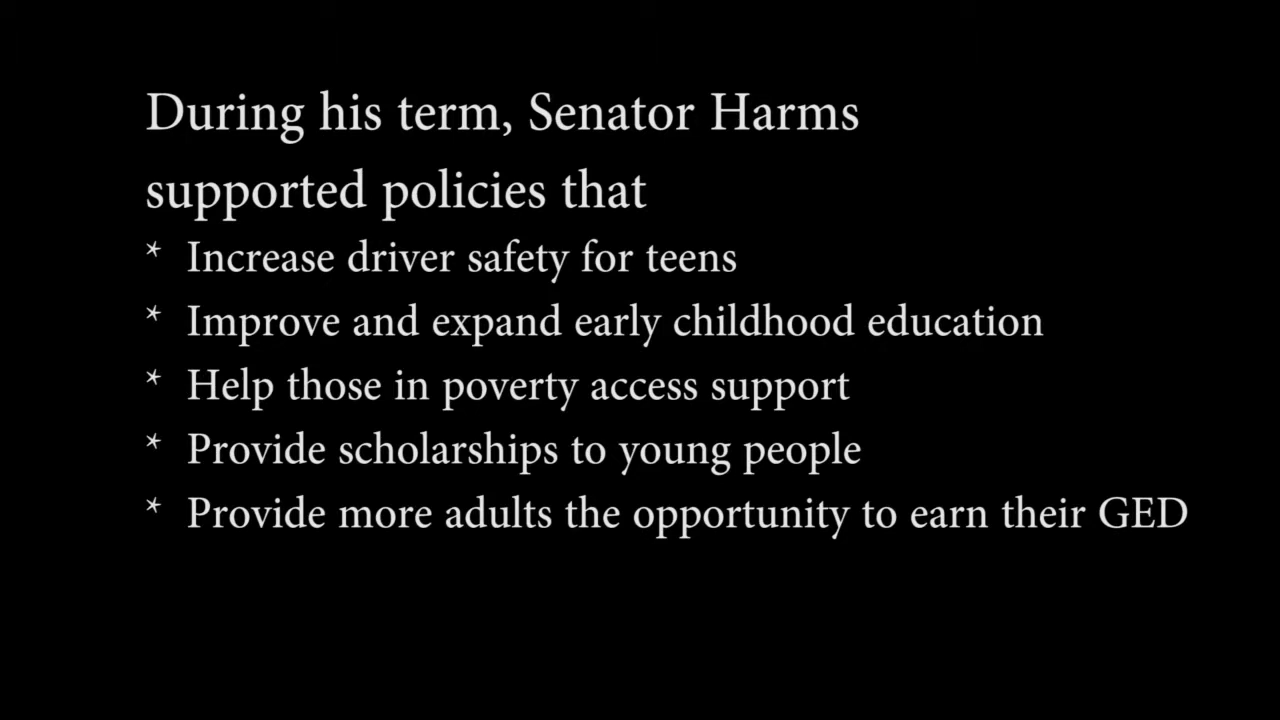 During his term, Senator Harms
supported policies that
* Increase driver safety for teens
* Improve and expand early childhood education
* Help those in poverty access support
* Provide scholarships to young people
* Provide more adults the opportunity to earn their GED